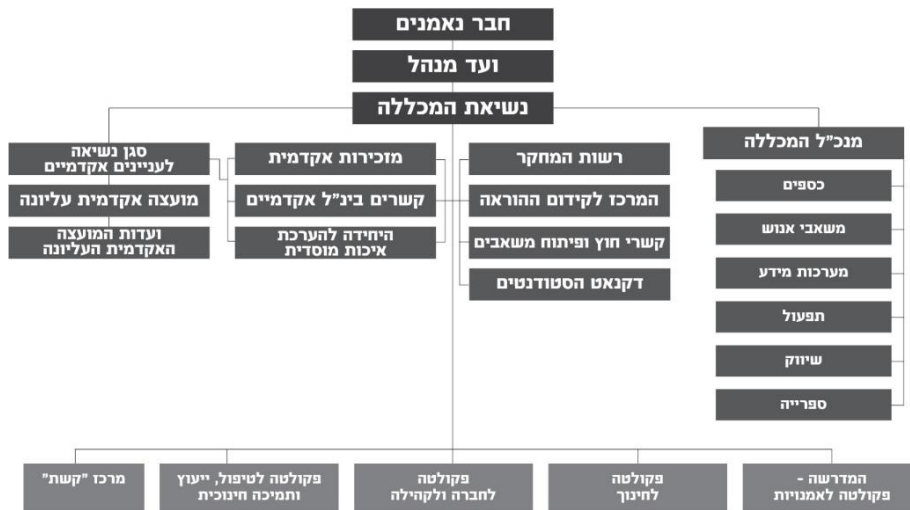 חבר נאמנים
ועד מנהל
נשיאת המכללה
מנכ"ל המכללה
כספים
משאבי אנוש
מערכות מידע
תפעול
שיווק
ספרייה
רשות המחקר
המרכז לקידום ההוראה
קשרי חוץ ופיתוח משאבים
דקנאט הסטודנטים
מזכירות אקדמית
קשרים בינ"ל אקדמיים
היחידה להערכת
איכות מוסדית
סגן נשיאה
לעניינים אקדמיים
מועצה אקדמית עליונה
ועדות המועצה
האקדמית העליונה
המדרשה -
פקולטה לאמנויות
פקולטה
לחינוך
פקולטה
לחברה ולקהילה
פקולטה לטיפול, ייעוץ
ותמיכה חינוכית
מרכז "קשת"